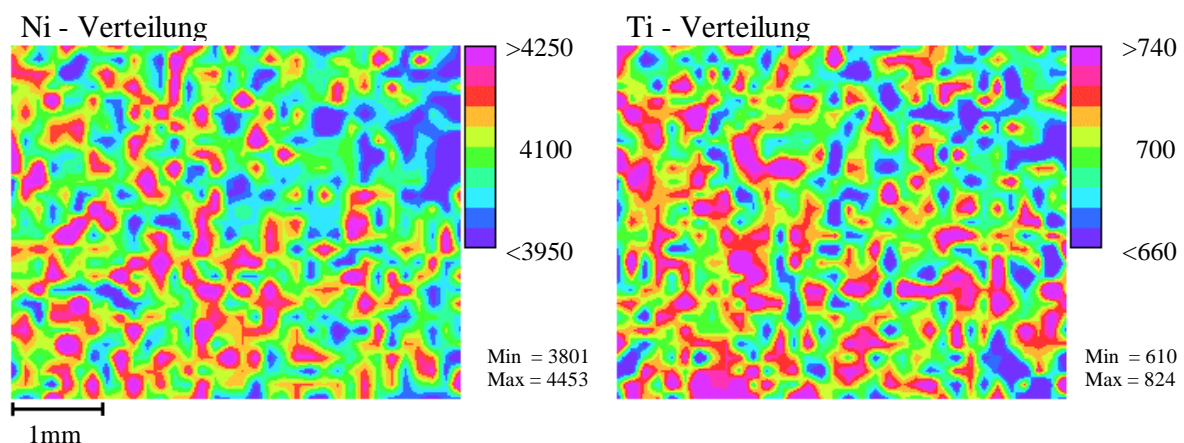 Ni - Verteilung
>4250
4100
<3950
Min = 3801
Max = 4453
1mm
Ti - Verteilung
>740
700
<660
Min = 610
Max = 824